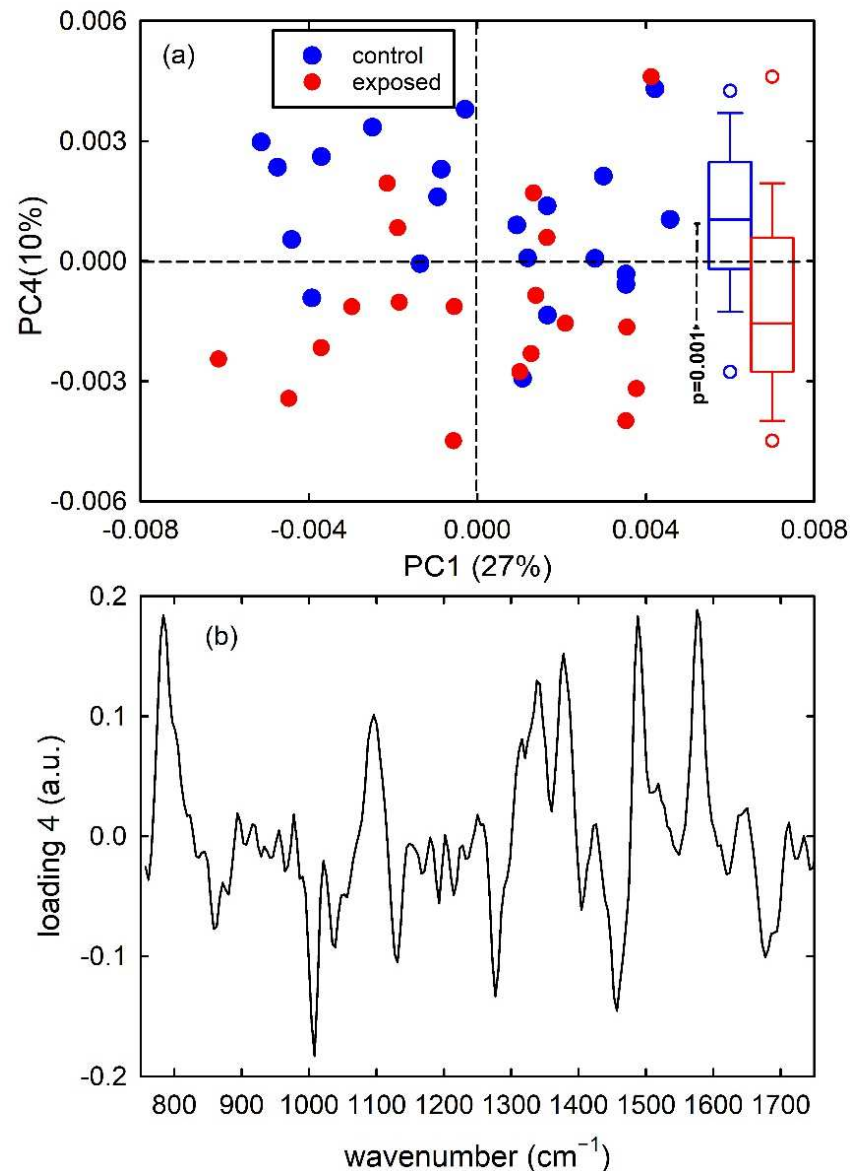 (a)
control
exposed
0.006
0.003
0.000
-0.003
-0.006
PC4(10%)
p=0.001
-0.008
-0.004
0.000
0.004
0.008
PC1 (27%)
(b)
0.2
0.1
0.0
-0.1
-0.2
loading 4 (a.u.)
800 900 1000 1100 1200 1300 1400 1500 1600 1700
wavenumber (cm⁻¹)